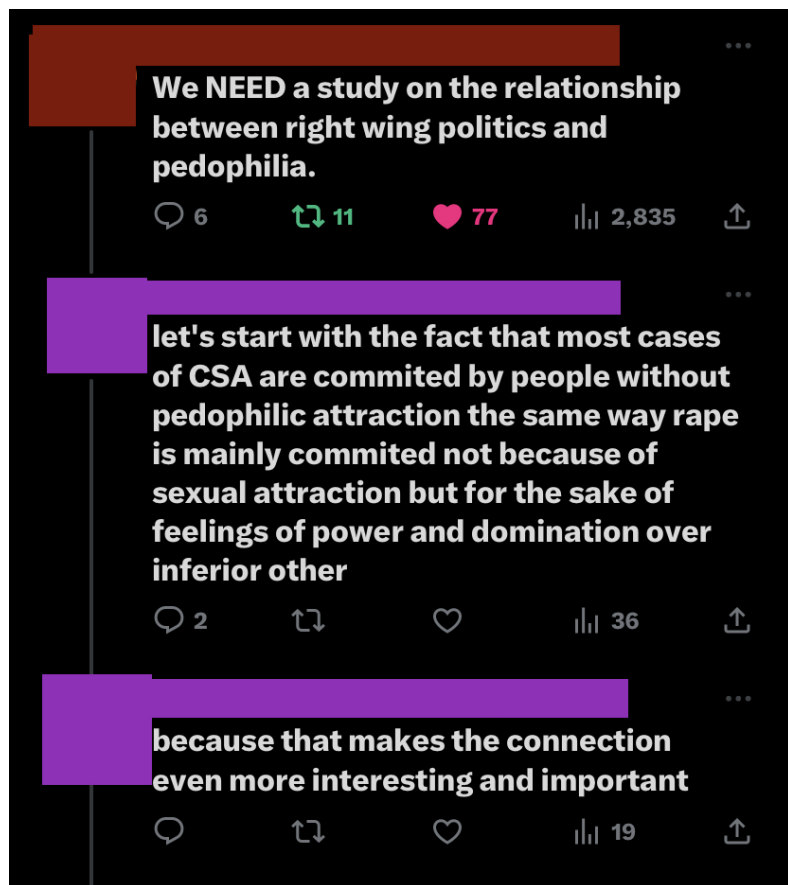 We NEED a study on the relationship
between right wing politics and
pedophilia.
6 11 77 2,835
let's start with the fact that most cases
of CSA are commited by people without
pedophilic attraction the same way rape
is mainly commited not because of
sexual attraction but for the sake of
feelings of power and domination over
inferior other
2 36
because that makes the connection
even more interesting and important
19